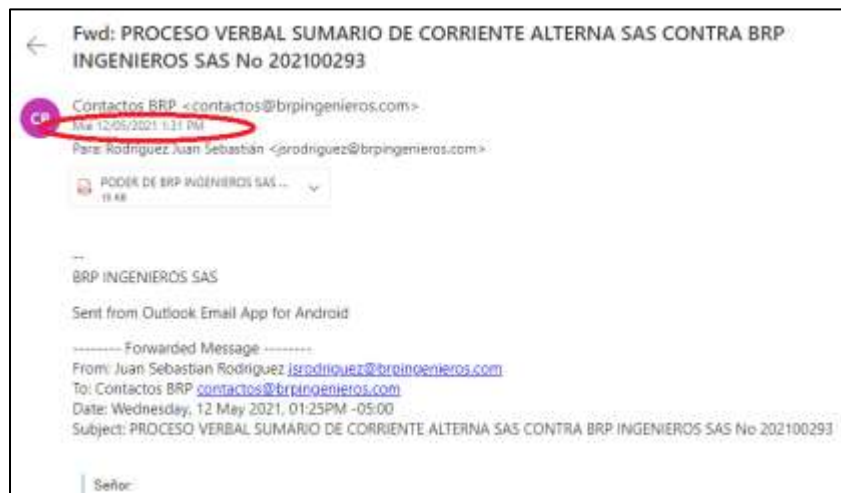 Fwd: PROCESO VERBAL SUMARIO DE CORRIENTE ALTERNA SAS CONTRA BRP
INGENIEROS SAS No 202100293
Contactos BRP <contactos@brpingenieros.com>
Mié 12/05/2021 1:31 PM
Para: Rodriguez Juan Sebastián <jsrodriguez@brpingenieros.com>
PODER DE BRP INGENIEROS SAS ...
--
BRP INGENIEROS SAS
Sent from Outlook Email App for Android
--------- Forwarded Message ---------
From: Juan Sebastian Rodriguez jsrodriguez@brpingenieros.com
To: Contactos BRP contactos@brpingenieros.com
Date: Wednesday, 12 May 2021, 01:25PM -05:00
Subject: PROCESO VERBAL SUMARIO DE CORRIENTE ALTERNA SAS CONTRA BRP INGENIEROS SAS No 202100293
Señor